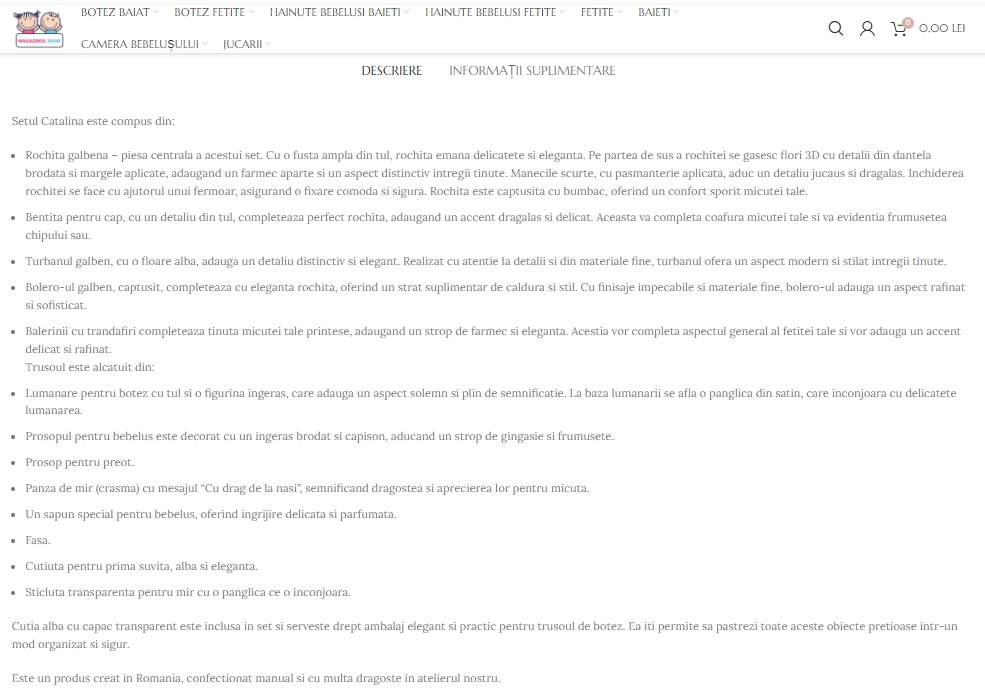 BOTEZ BAIAT BOTEZ FETITE HAINUTE BEBELUSI BAIETI HAINUTE BEBELUSI FETITE FETITE BAIETI
CAMERA BEBELUȘULUI JUCARII
MAGAZINUL MAMI
0
0,00 LEI
DESCRIERE INFORMAȚII SUPLIMENTARE
Setul Catalina este compus din:
• Rochita galbena – piesa centrala a acestui set. Cu o fusta ampla din tul, rochita emana delicatete si eleganta. Pe partea de sus a rochitei se gasesc flori 3D cu detalii din dantela
brodata si margele aplicate, adaugand un farmec aparte si un aspect distinctiv intregii tinute. Manecile scurte, cu pasmanterie aplicata, aduc un detaliu jucaus si dragalas. Inchiderea
rochitei se face cu ajutorul unui fermoar, asigurand o fixare comoda si sigura. Rochita este captusita cu bumbac, oferind un confort sporit micutei tale.
• Bentita pentru cap, cu un detaliu din tul, completeaza perfect rochita, adaugand un accent dragalas si delicat. Aceasta va completa coafura micutei tale si va evidentia frumusetea
chipului sau.
• Turbanul galben, cu o floare alba, adauga un detaliu distinctiv si elegant. Realizat cu atentie la detalii si din materiale fine, turbanul ofera un aspect modern si stilat intregii tinute.
• Bolero-ul galben, captusit, completeaza cu eleganta rochita, oferind un strat suplimentar de caldura si stil. Cu finisaje impecabile si materiale fine, bolero-ul adauga un aspect rafinat
si sofisticat.
• Balerinii cu trandafiri completeaza tinuta micutei tale printese, adaugand un strop de farmec si eleganta. Acestia vor completa aspectul general al fetitei tale si vor adauga un accent
delicat si rafinat.
Trusoul este alcatuit din:
• Lumanare pentru botez cu tul si o figurina ingeras, care adauga un aspect solemn si plin de semnificatie. La baza lumanarii se afla o panglica din satin, care inconjoara cu delicatete
lumanarea.
• Prosopul pentru bebelus este decorat cu un ingeras brodat si capison, aducand un strop de gingasie si frumusete.
• Prosop pentru preot.
• Panza de mir (crasma) cu mesajul “Cu drag de la nasi”, semnificand dragostea si aprecierea lor pentru micuta.
• Un sapun special pentru bebelus, oferind ingrijire delicata si parfumata.
• Fasa.
• Cutiuta pentru prima suvita, alba si eleganta.
• Sticluta transparenta pentru mir cu o panglica ce o inconjoara.
Cutia alba cu capac transparent este inclusa in set si serveste drept ambalaj elegant si practic pentru trusoul de botez. Ea iti permite sa pastrezi toate aceste obiecte pretioase intr-un
mod organizat si sigur.
Este un produs creat in Romania, confectionat manual si cu multa dragoste in atelierul nostru.